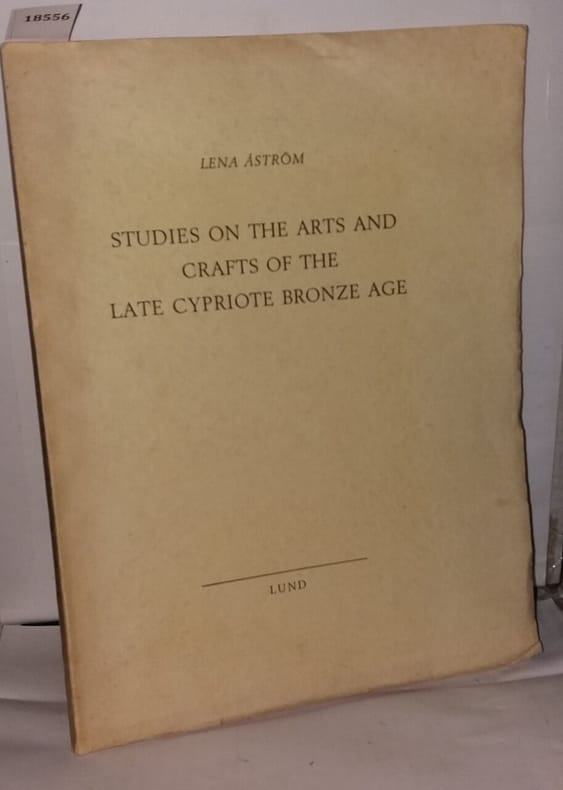 18556
LENA ÅSTRÖM
STUDIES ON THE ARTS AND
CRAFTS OF THE
LATE CYPRIOTE BRONZE AGE
LUND